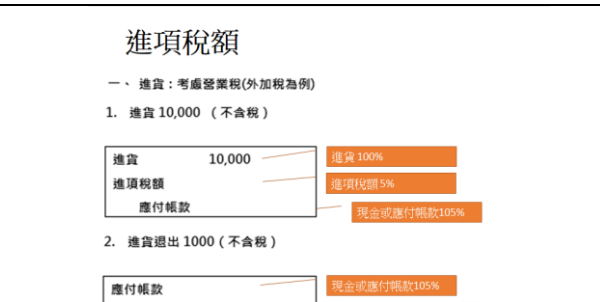 進項稅額
一、 進貨：考慮營業稅(外加稅為例)
1. 進貨 10,000 （不含稅）
進貨 10,000 進貨 100%
進項稅額 進項稅額 5%
應付帳款 現金或應付帳款105%
2. 進貨退出 1000（不含稅）
應付帳款 現金或應付帳款105%